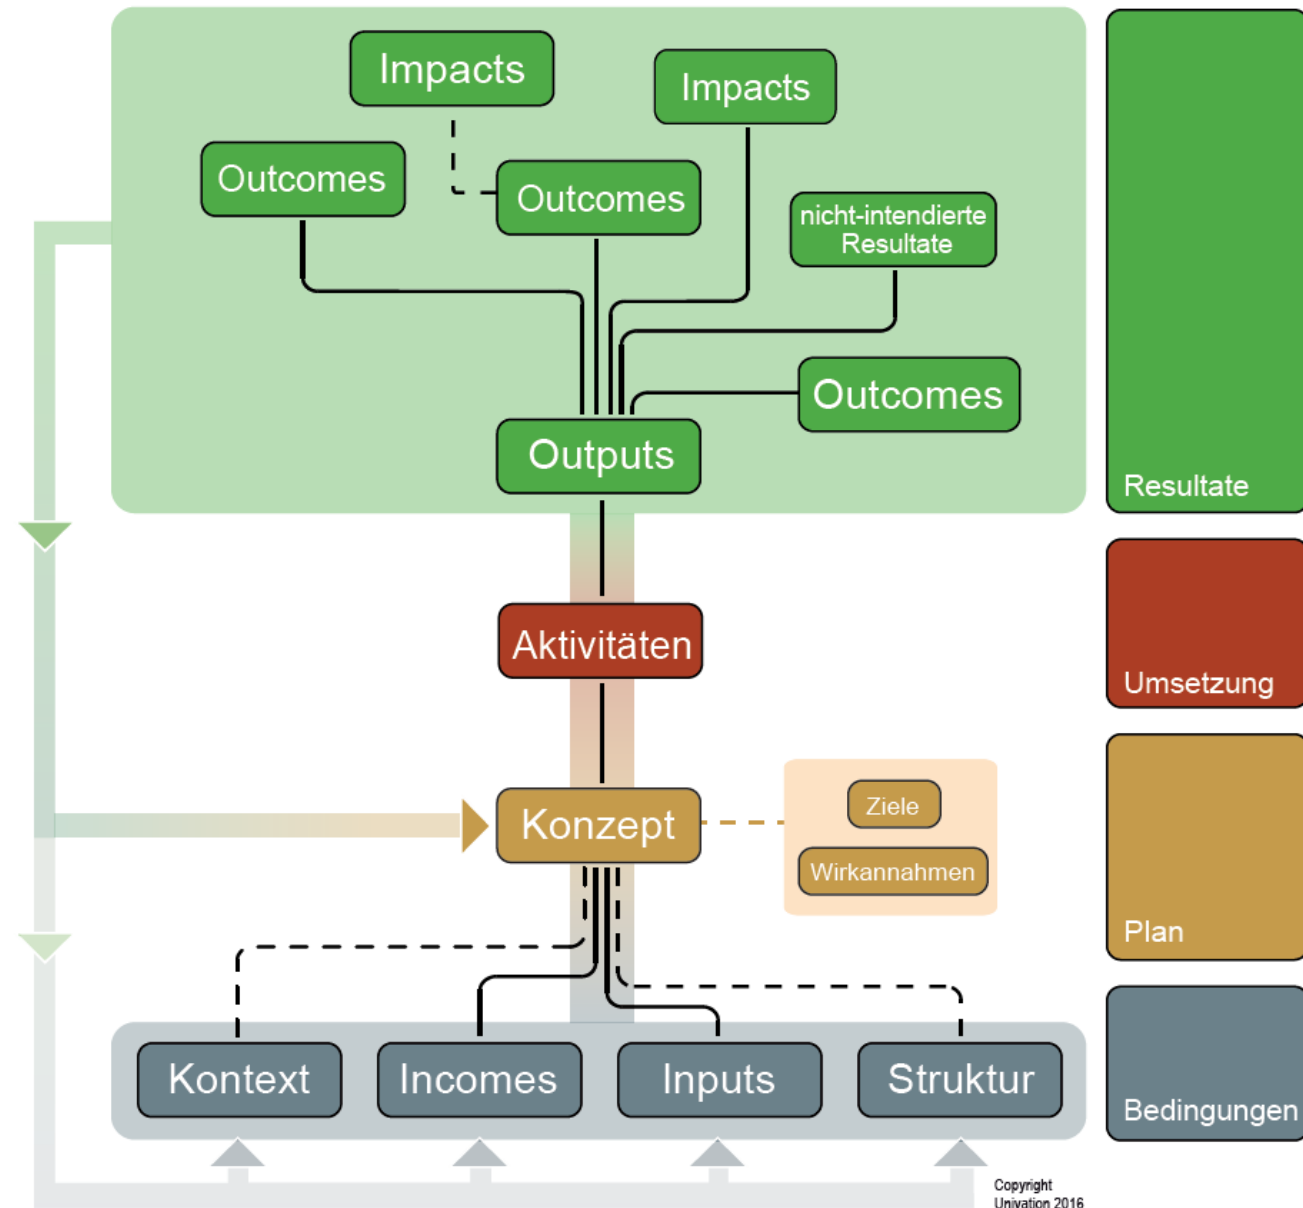 Impacts
Impacts
Outcomes
Outcomes
nicht-intendierte
Resultate
Outcomes
Outputs
Resultate
Aktivitäten
Umsetzung
Konzept
Ziele
Wirkannahmen
Plan
Kontext
Incomes
Inputs
Struktur
Bedingungen
Copyright
Univation 2016